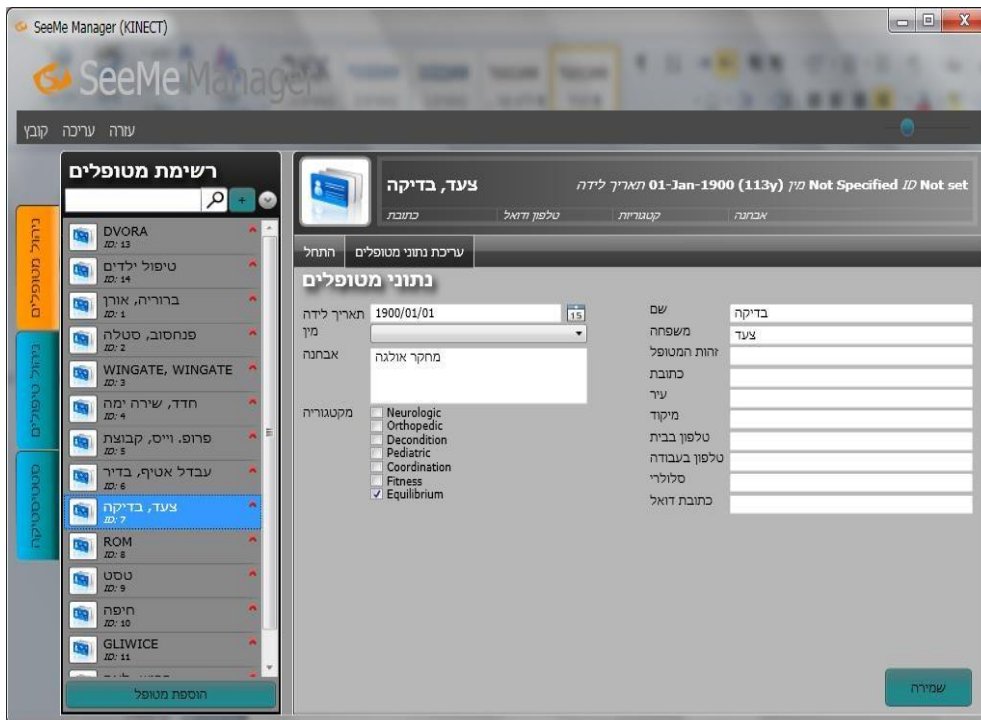 SeeMe Manager (KINECT)
SeeMe Manager
קובץ עריכה עזרה
ניהול מטופלים
ניהול טיפולים
סטטיסטיקה
רשימת מטופלים
+
DVORA
ID: 13
טיפול ילדים
ID: 14
ברוריה, אורן
ID: 1
פנחסוב, סטלה
ID: 2
WINGATE, WINGATE
ID: 3
חדד, שירה ימה
ID: 4
פרופ. וייס, קבוצת
ID: 5
עבדל אטיף, בדיר
ID: 6
צעד, בדיקה
ID: 7
ROM
ID: 8
טסט
ID: 9
חיפה
ID: 10
GLIWICE
ID: 11
הוספת מטופל
צעד, בדיקה
תאריך לידה 01-Jan-1900 (113y) מין Not Specified ID Not set
כתובת טלפון ודואל קטגוריות אבחנה
התחל עריכת נתוני מטופלים
נתוני מטופלים
תאריך לידה 1900/01/01 15
מין
אבחנה מחקר אולגה
מקטגוריה
Neurologic
Orthopedic
Decondition
Pediatric
Coordination
Fitness
Equilibrium
שם בדיקה
משפחה צעד
זהות המטופל
כתובת
עיר
מיקוד
טלפון בבית
טלפון בעבודה
סלולרי
כתובת דואל
שמירה